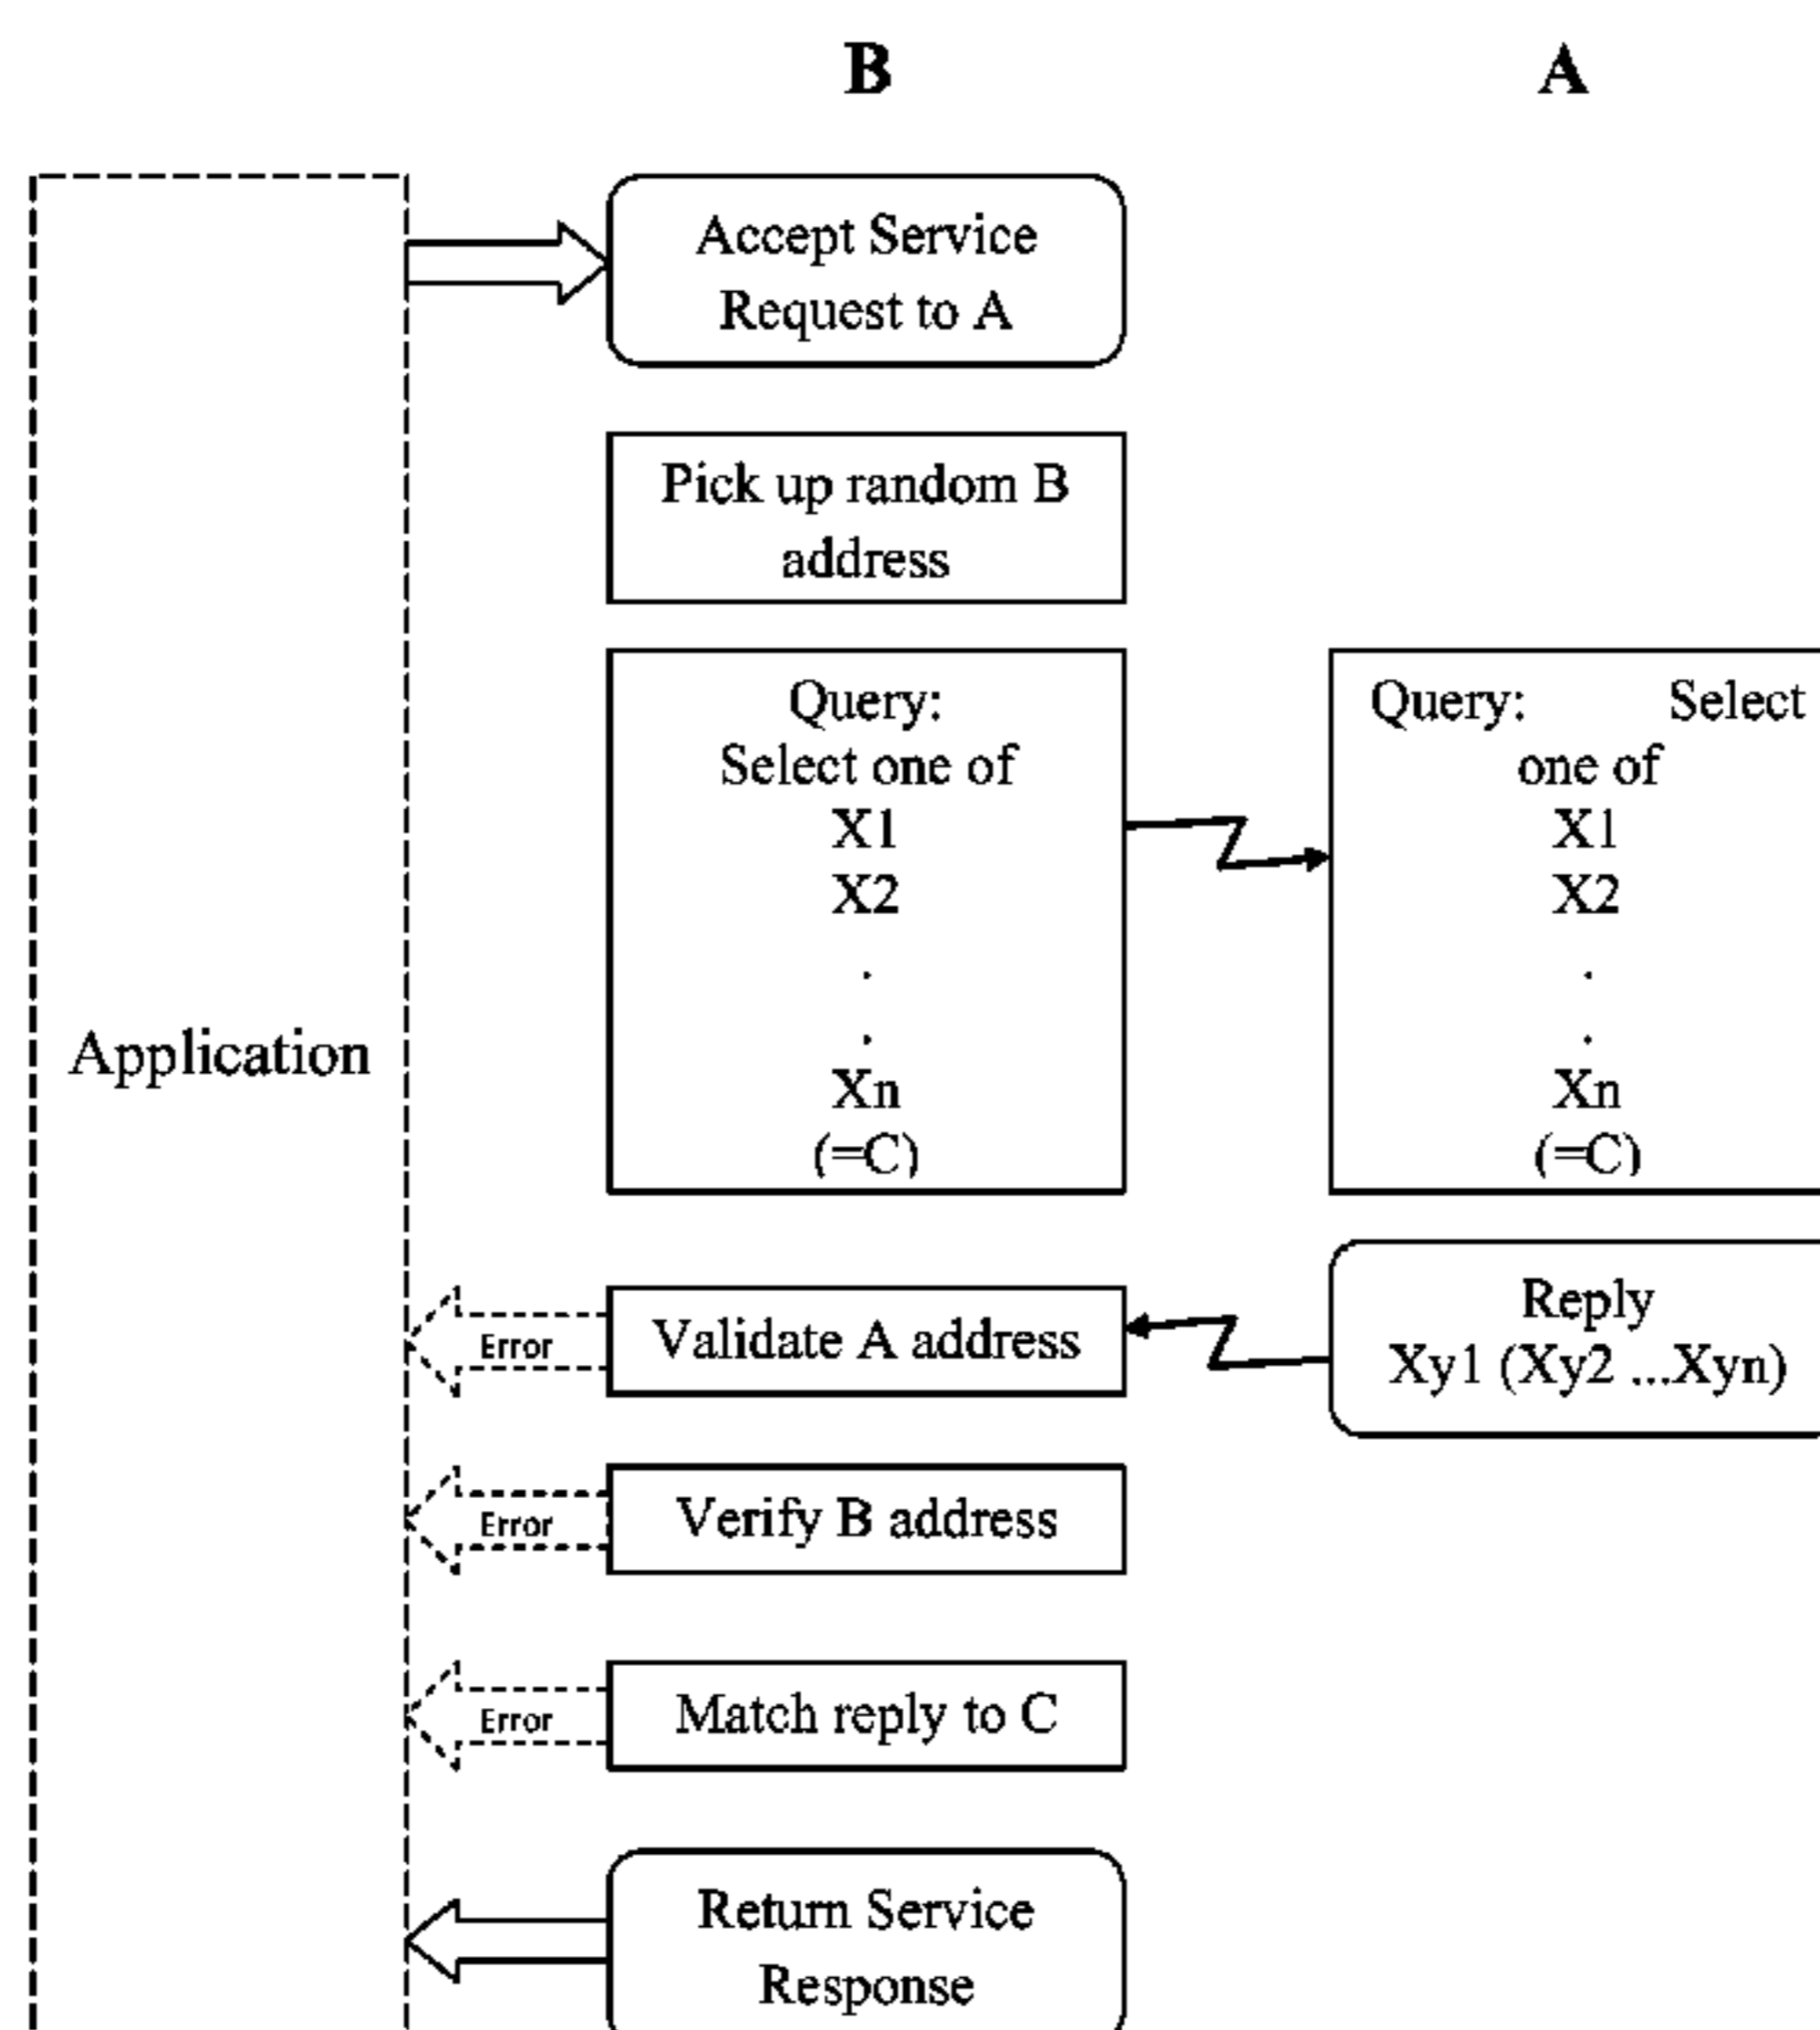 B
A
Accept Service
Request to A
Pick up random B
address
Query:
Select one of
X1
X2
.
.
Xn
(=C)
Query: Select
one of
X1
X2
.
.
Xn
(=C)
Application
Error
Validate A address
Reply
Xy1 (Xy2 ...Xyn)
Error
Verify B address
Error
Match reply to C
Return Service
Response